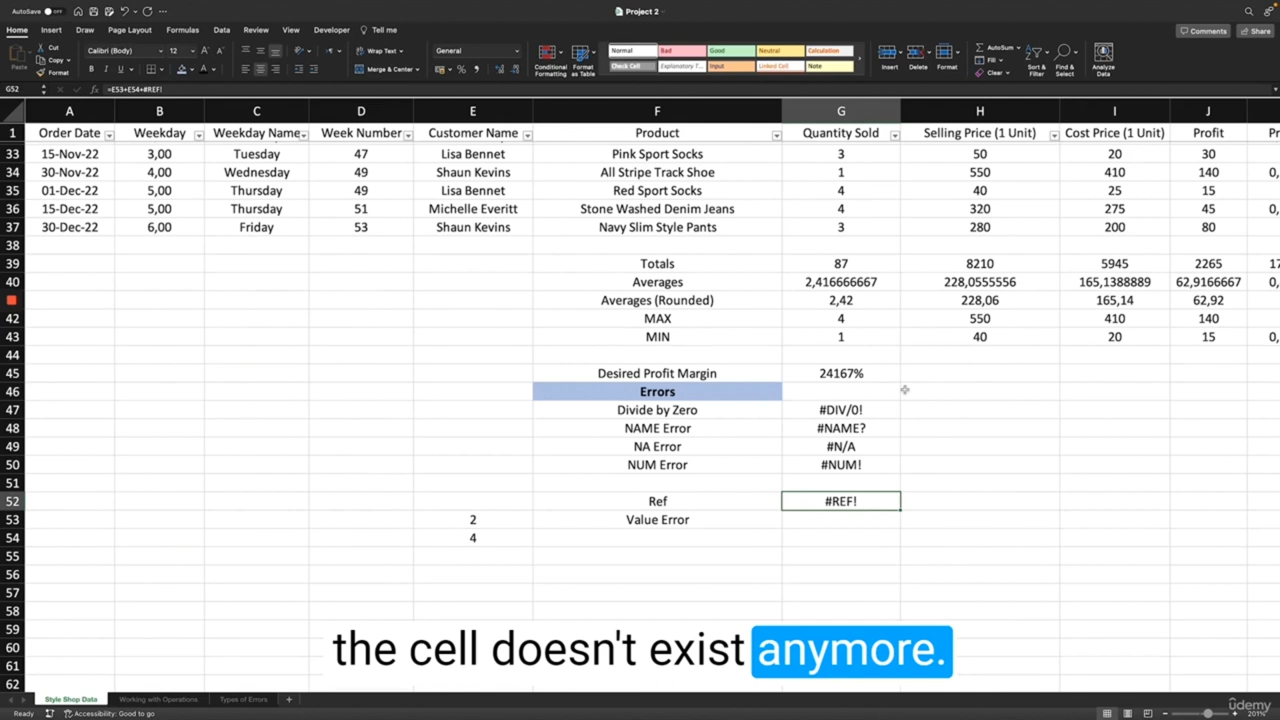 AutoSave OFF
Project 2
Home Insert Draw Page Layout Formulas Data Review View Developer Tell me
Comments Share
Paste
Cut
Copy
Format
Calibri (Body) 12
B I U
Wrap Text
Merge & Center
General
Conditional Formatting
Format as Table
Normal Bad Good Neutral Calculation
Check Cell Explanatory T... Input Linked Cell Note
Insert Delete Format
AutoSum
Fill
Clear
Sort & Filter
Find & Select
Analyze Data
G52 fx =E53+E54+#REF!
A B C D E F G H I J
1 Order Date Weekday Weekday Name Week Number Customer Name Product Quantity Sold Selling Price (1 Unit) Cost Price (1 Unit) Profit
33 15-Nov-22 3,00 Tuesday 47 Lisa Bennet Pink Sport Socks 3 50 20 30
34 30-Nov-22 4,00 Wednesday 49 Shaun Kevins All Stripe Track Shoe 1 550 410 140
35 01-Dec-22 5,00 Thursday 49 Lisa Bennet Red Sport Socks 4 40 25 15
36 15-Dec-22 5,00 Thursday 51 Michelle Everitt Stone Washed Denim Jeans 4 320 275 45
37 30-Dec-22 6,00 Friday 53 Shaun Kevins Navy Slim Style Pants 3 280 200 80
38
39 Totals 87 8210 5945 2265
40 Averages 2,416666667 228,0555556 165,1388889 62,9166667
Averages (Rounded) 2,42 228,06 165,14 62,92
42 MAX 4 550 410 140
43 MIN 1 40 20 15
44
45 Desired Profit Margin 24167%
46 Errors
47 Divide by Zero #DIV/0!
48 NAME Error #NAME?
49 NA Error #N/A
50 NUM Error #NUM!
51
52 Ref #REF!
53 2 Value Error
54 4
55
56
57
58
59
60
61
62
the cell doesn't exist anymore.
Style Shop Data Working with Operations Types of Errors +
Ready Accessibility: Good to go
201%
ûdemy